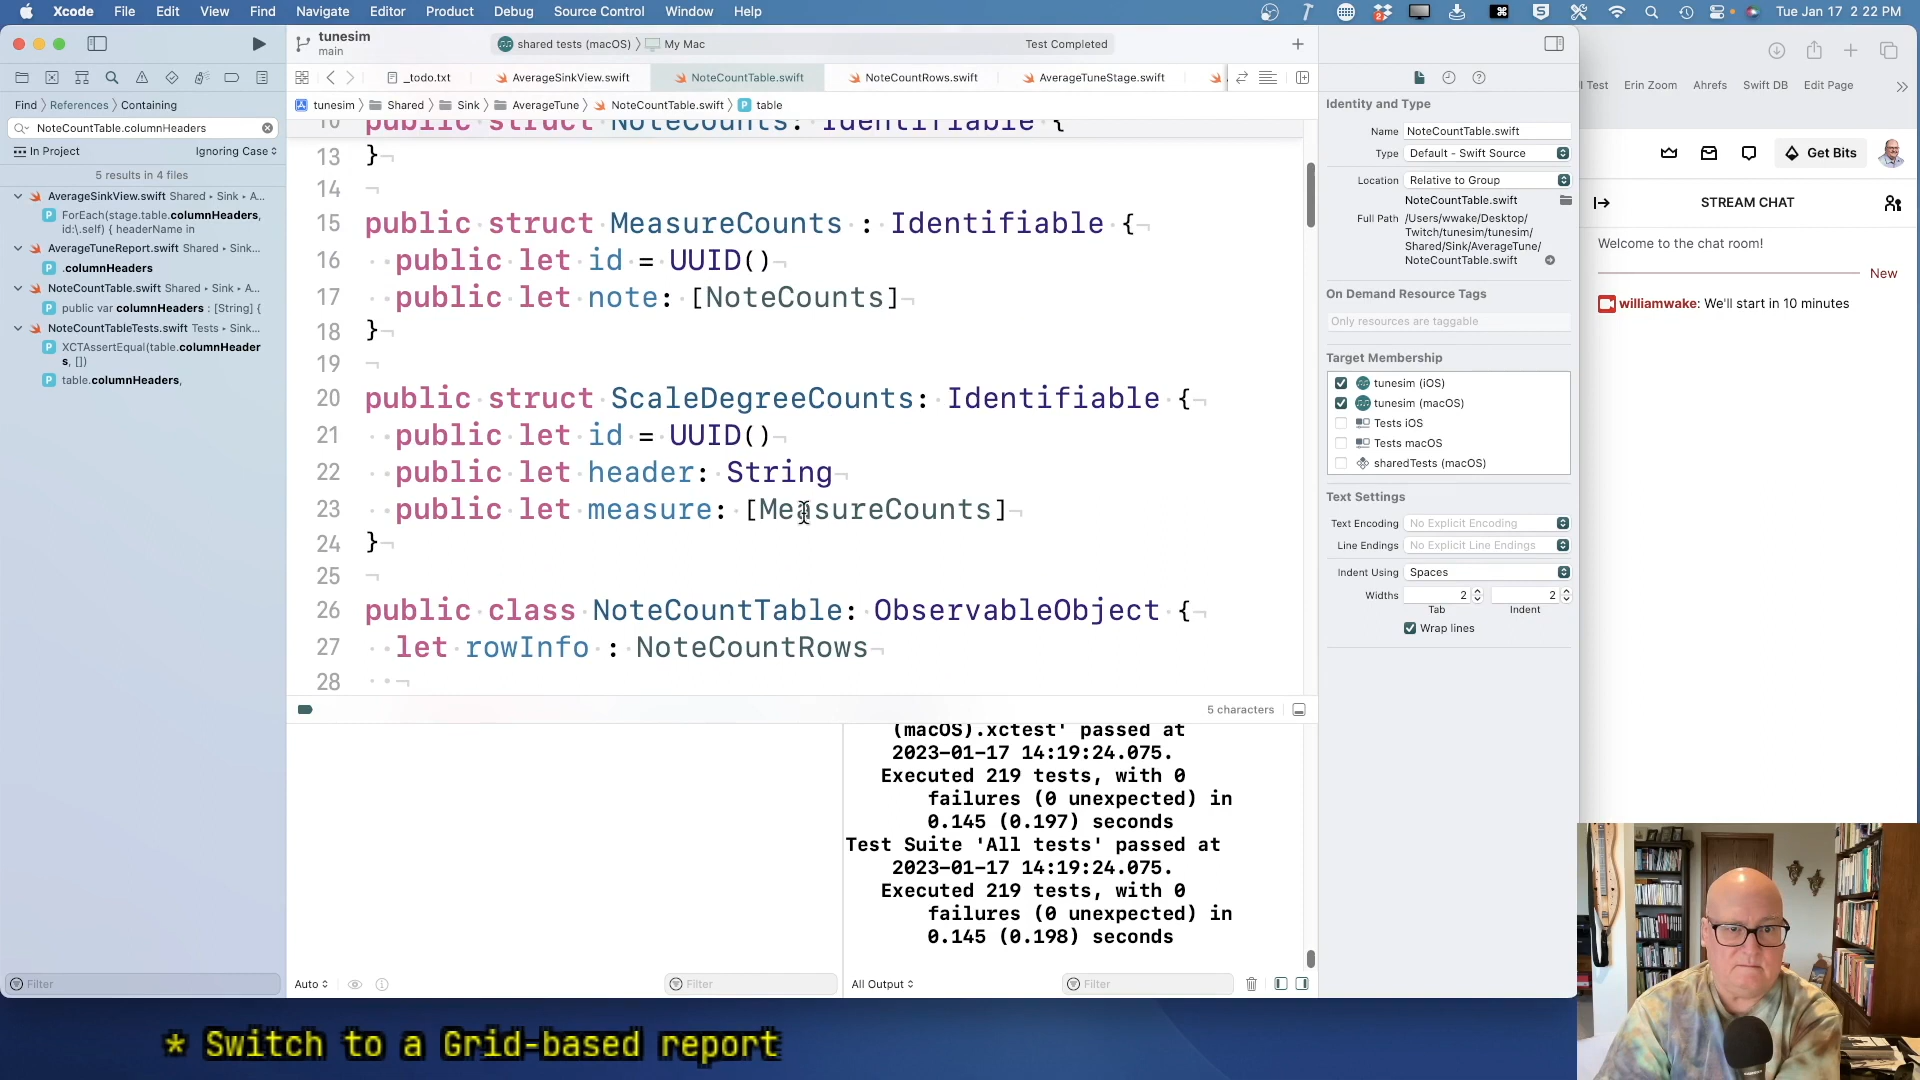 Xcode File Edit View Find Navigate Editor Product Debug Source Control Window Help Tue Jan 17 2:22 PM
tunesim
main
shared tests (macOS) My Mac Test Completed
_todo.txt AverageSinkView.swift NoteCountTable.swift NoteCountRows.swift AverageTuneStage.swift
Find References Containing
tunesim Shared Sink AverageTune NoteCountTable.swift table
NoteCountTable.columnHeaders
In Project Ignoring Case
5 results in 4 files
AverageSinkView.swift Shared ▸ Sink ▸ A...
ForEach(stage.table.columnHeaders,
id:\.self) { headerName in
AverageTuneReport.swift Shared ▸ Sink...
.columnHeaders
NoteCountTable.swift Shared ▸ Sink ▸ A...
public var columnHeaders : [String] {
NoteCountTableTests.swift Tests ▸ Sink...
XCTAssertEqual(table.columnHeader
s, [])
table.columnHeaders,
Filter
10 public struct NoteCounts: Identifiable {
13 }
14
15 public struct MeasureCounts : Identifiable {
16 public let id = UUID()
17 public let note: [NoteCounts]
18 }
19
20 public struct ScaleDegreeCounts: Identifiable {
21 public let id = UUID()
22 public let header: String
23 public let measure: [MeasureCounts]
24 }
25
26 public class NoteCountTable: ObservableObject {
27 let rowInfo : NoteCountRows
28
5 characters
(macOS).xctest' passed at
2023-01-17 14:19:24.075.
Executed 219 tests, with 0
failures (0 unexpected) in
0.145 (0.197) seconds
Test Suite 'All tests' passed at
2023-01-17 14:19:24.075.
Executed 219 tests, with 0
failures (0 unexpected) in
0.145 (0.198) seconds
Auto Filter All Output Filter
Identity and Type
Name NoteCountTable.swift
Type Default - Swift Source
Location Relative to Group
NoteCountTable.swift
Full Path /Users/wwake/Desktop/
Twitch/tunesim/tunesim/
Shared/Sink/AverageTune/
NoteCountTable.swift
On Demand Resource Tags
Only resources are taggable
Target Membership
tunesim (iOS)
tunesim (macOS)
Tests iOS
Tests macOS
sharedTests (macOS)
Text Settings
Text Encoding No Explicit Encoding
Line Endings No Explicit Line Endings
Indent Using Spaces
Widths 2 2
Tab Indent
Wrap lines
Test Erin Zoom Ahrefs Swift DB Edit Page
Get Bits
STREAM CHAT
Welcome to the chat room!
New
williamwake: We'll start in 10 minutes
* Switch to a Grid-based report